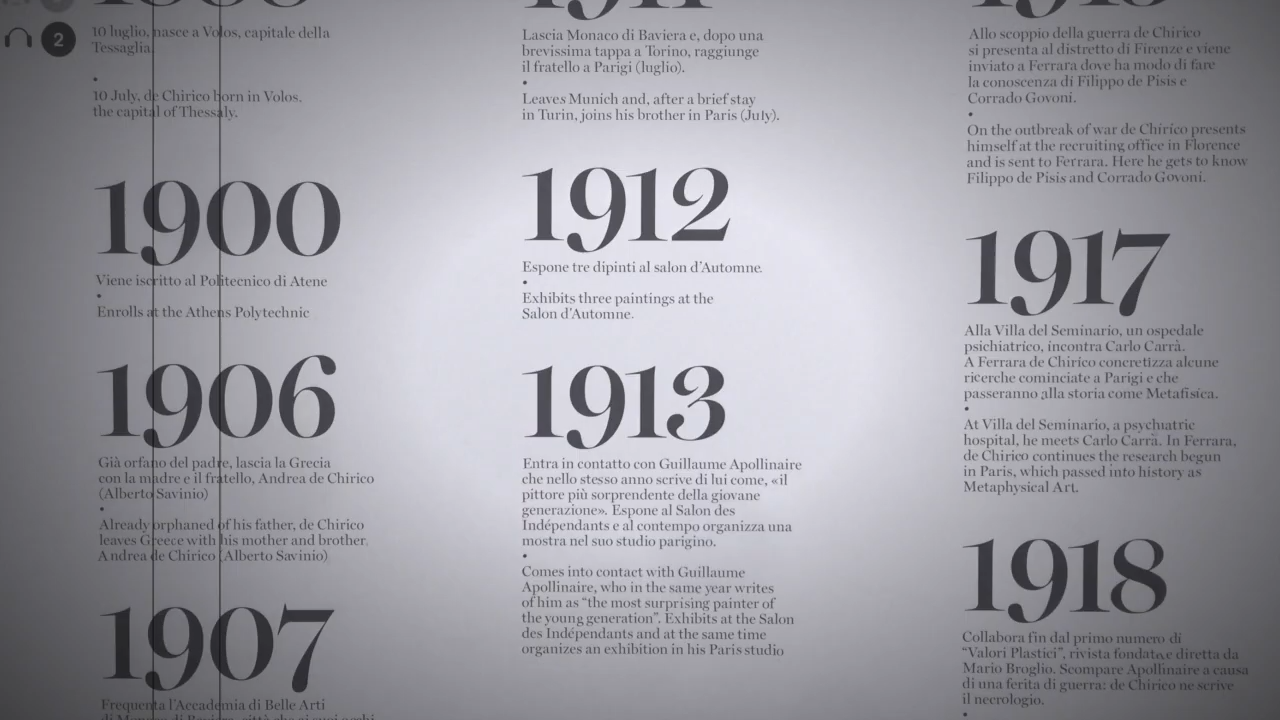 2
10 luglio, nasce a Volos, capitale della
Tessaglia.
•
10 July, de Chirico born in Volos.
the capital of Thessaly.
1900
Viene iscritto al Politecnico di Atene
•
Enrolls at the Athens Polytechnic
1906
Già orfano del padre, lascia la Grecia
con la madre e il fratello, Andrea de Chirico
(Alberto Savinio)
•
Already orphaned of his father, de Chirico
leaves Greece with his mother and brother.
Andrea de Chirico (Alberto Savinio)
1907
Frequenta l'Accademia di Belle Arti
1911
Lascia Monaco di Baviera e, dopo una
brevissima tappa a Torino, raggiunge
il fratello a Parigi (luglio).
•
Leaves Munich and, after a brief stay
in Turin, joins his brother in Paris (July).
1912
Espone tre dipinti al salon d'Automne.
•
Exhibits three paintings at the
Salon d'Automne.
1913
Entra in contatto con Guillaume Apollinaire
che nello stesso anno scrive di lui come, «il
pittore più sorprendente della giovane
generazione». Espone al Salon des
Indépendants e al contempo organizza una
mostra nel suo studio parigino.
•
Comes into contact with Guillaume
Apollinaire, who in the same year writes
of him as “the most surprising painter of
the young generation”. Exhibits at the Salon
des Indépendants and at the same time
organizes an exhibition in his Paris studio
Allo scoppio della guerra de Chirico
si presenta al distretto di Firenze e viene
inviato a Ferrara dove ha modo di fare
la conoscenza di Filippo de Pisis e
Corrado Govoni.
•
On the outbreak of war de Chirico presents
himself at the recruiting office in Florence
and is sent to Ferrara. Here he gets to know
Filippo de Pisis and Corrado Govoni.
1917
Alla Villa del Seminario, un ospedale
psichiatrico, incontra Carlo Carrà.
A Ferrara de Chirico concretizza alcune
ricerche cominciate a Parigi e che
passeranno alla storia come Metafisica.
•
At Villa del Seminario, a psychiatric
hospital, he meets Carlo Carrà. In Ferrara,
de Chirico continues the research begun
in Paris, which passed into history as
Metaphysical Art.
1918
Collabora fin dal primo numero di
“Valori Plastici”, rivista fondata e diretta da
Mario Broglio. Scompare Apollinaire a causa
di una ferita di guerra: de Chirico ne scrive
il necrologio.
•